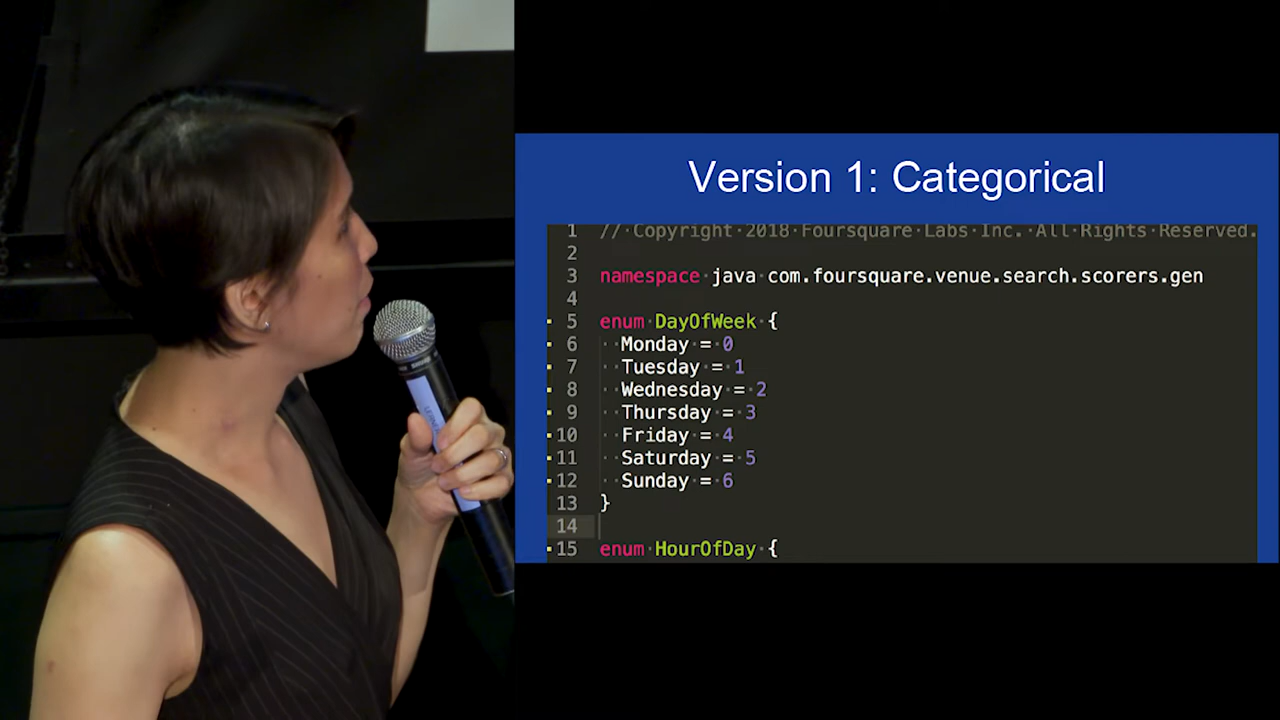 Version 1: Categorical
1 // Copyright 2018 Foursquare Labs Inc. All Rights Reserved.
2
3 namespace java com.foursquare.venue.search.scorers.gen
4
5 enum DayOfWeek {
6 Monday = 0
7 Tuesday = 1
8 Wednesday = 2
9 Thursday = 3
10 Friday = 4
11 Saturday = 5
12 Sunday = 6
13 }
14
15 enum HourOfDay {